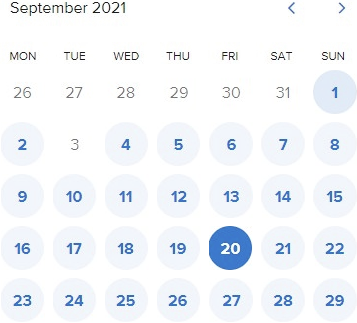 September 2021
MON TUE WED THU FRI SAT SUN
26 27 28 29 30 31 1
2 3 4 5 6 7 8
9 10 11 12 13 14 15
16 17 18 19 20 21 22
23 24 25 26 27 28 29